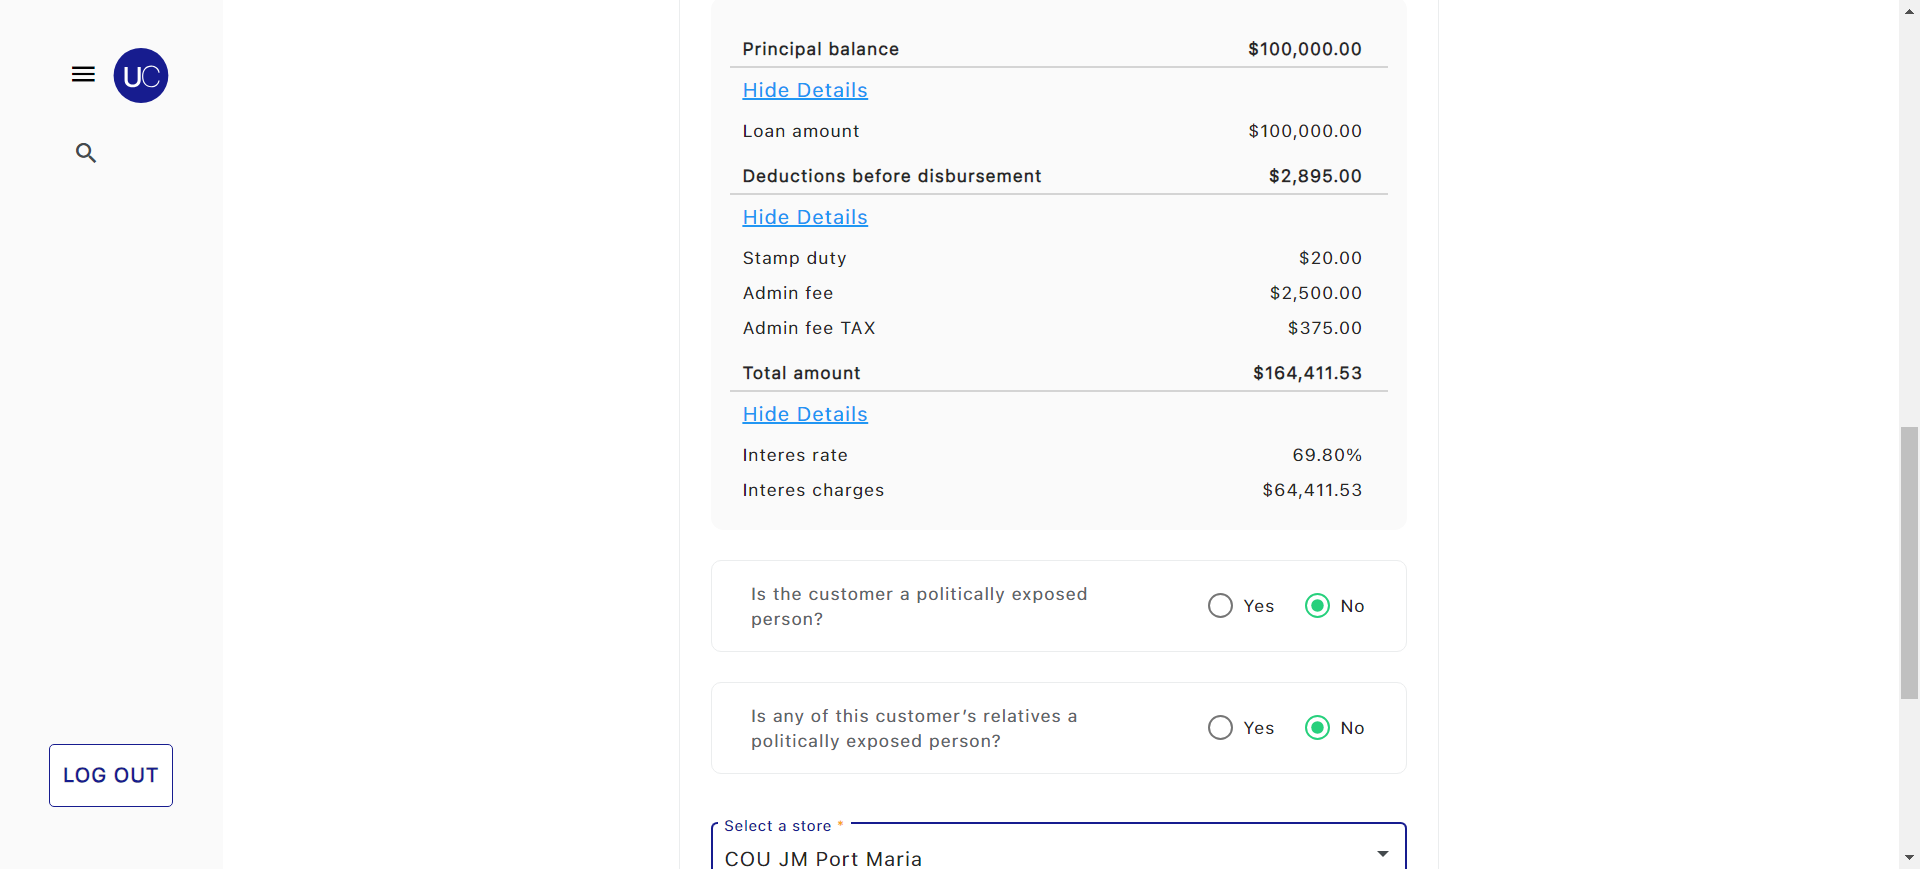 UC
Principal balance $100,000.00
Hide Details
Loan amount $100,000.00
Deductions before disbursement $2,895.00
Hide Details
Stamp duty $20.00
Admin fee $2,500.00
Admin fee TAX $375.00
Total amount $164,411.53
Hide Details
Interes rate 69.80%
Interes charges $64,411.53
Is the customer a politically exposed
person?
Yes No
Is any of this customer’s relatives a
politically exposed person?
Yes No
LOG OUT
Select a store *
COU JM Port Maria